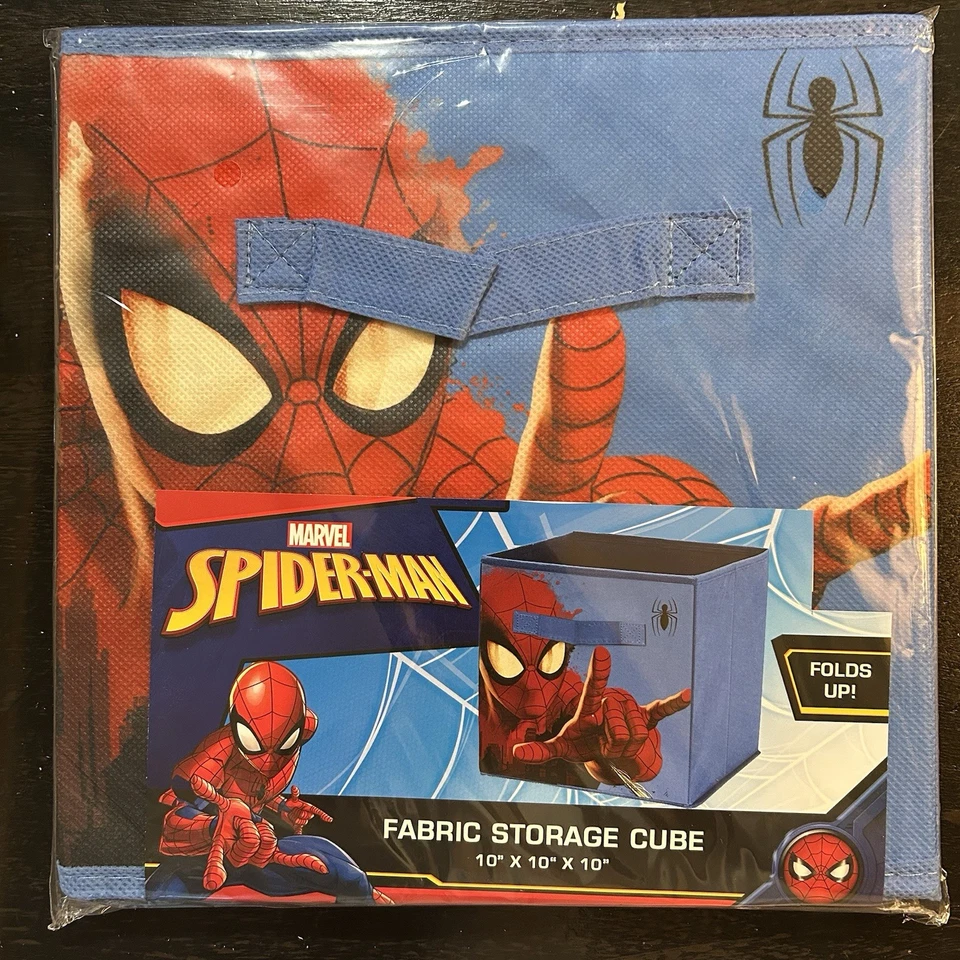 MARVEL
SPIDER-MAN
FOLDS
UP!
FABRIC STORAGE CUBE
10" X 10" X 10"